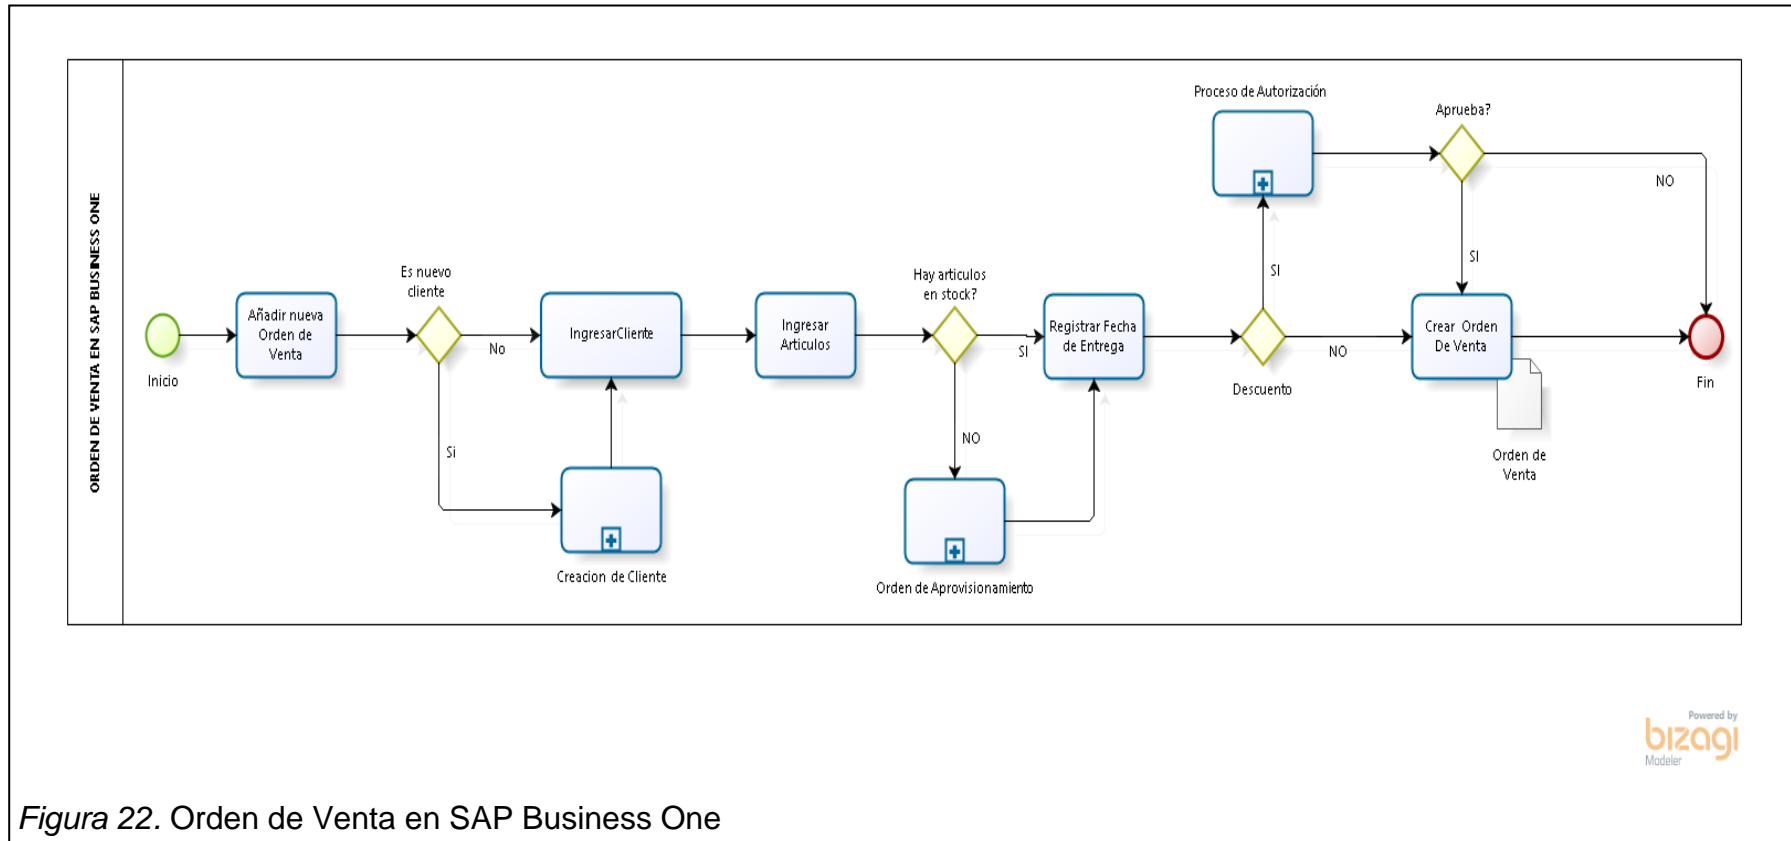 ORDEN DE VENTA EN SAP BUSINESS ONE
Inicio
Añadir nueva
Orden de
Venta
Es nuevo
cliente
No
Si
IngresarCliente
Creacion de Cliente
Ingresar
Articulos
Hay articulos
en stock?
SI
NO
Orden de Aprovisionamiento
Registrar Fecha
de Entrega
Descuento
SI
NO
Proceso de Autorización
Aprueba?
SI
NO
Crear Orden
De Venta
Orden de
Venta
Fin
Powered by
bizagi
Modeler
Figura 22. Orden de Venta en SAP Business One